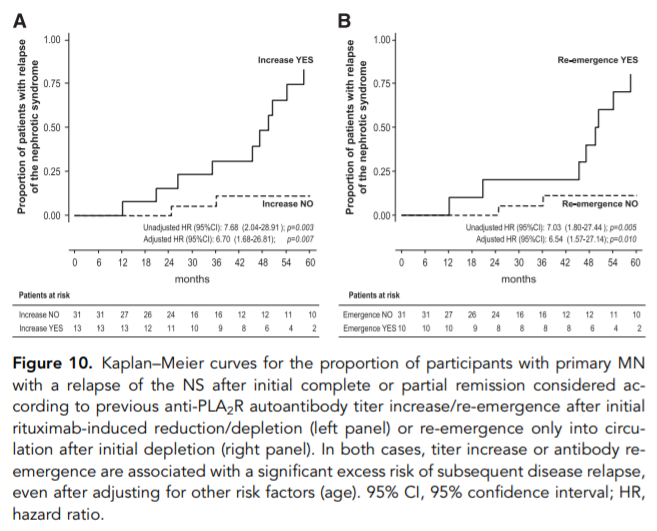 A
B
Proportion of patients with relapse
of the nephrotic syndrome
1.00
0.75
0.50
0.25
0.00
Increase YES
Increase NO
Unadjusted HR (95%CI): 7.68 (2.04-28.91); p=0.003
Adjusted HR (95%CI): 6.70 (1.68-26.81); p=0.007
0 6 12 18 24 30 36 42 48 54 60
months
Patients at risk
Increase NO 31 31 27 26 24 16 16 12 12 11 10
Increase YES 13 13 13 12 11 10 9 8 6 4 2
Proportion of patients with relapse
of the nephrotic syndrome
1.00
0.75
0.50
0.25
0.00
Re-emergence YES
Re-emergence NO
Unadjusted HR (95%CI): 7.03 (1.80-27.44); p=0.005
Adjusted HR (95%CI): 6.54 (1.57-27.14); p=0.010
0 6 12 18 24 30 36 42 48 54 60
months
Patients at risk
Emergence NO 31 31 27 26 24 16 16 12 12 11 10
Emergence YES 10 10 10 9 8 8 8 8 6 4 2
Figure 10. Kaplan–Meier curves for the proportion of participants with primary MN
with a relapse of the NS after initial complete or partial remission considered ac-
cording to previous anti-PLA₂R autoantibody titer increase/re-emergence after initial
rituximab-induced reduction/depletion (left panel) or re-emergence only into circu-
lation after initial depletion (right panel). In both cases, titer increase or antibody re-
emergence are associated with a significant excess risk of subsequent disease relapse,
even after adjusting for other risk factors (age). 95% CI, 95% confidence interval; HR,
hazard ratio.